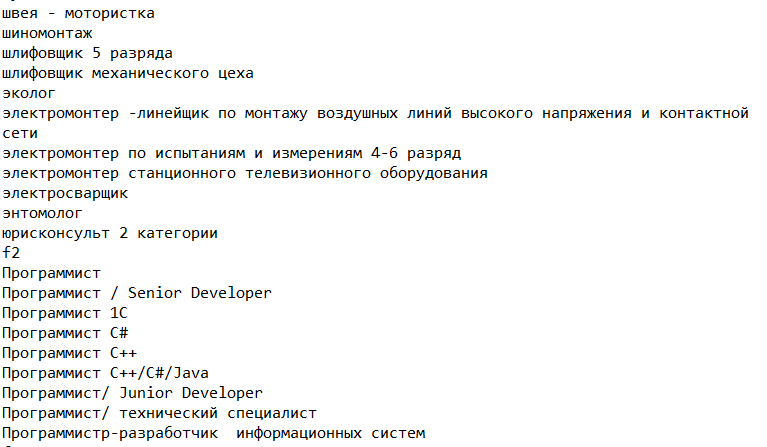 швея - мотористка
шиномонтаж
шлифовщик 5 разряда
шлифовщик механического цеха
эколог
электромонтер -линейщик по монтажу воздушных линий высокого напряжения и контактной
сети
электромонтер по испытаниям и измерениям 4-6 разряд
электромонтер станционного телевизионного оборудования
электросварщик
энтомолог
юрисконсульт 2 категории
f2
Программист
Программист / Senior Developer
Программист 1C
Программист C#
Программист C++
Программист C++/C#/Java
Программист/ Junior Developer
Программист/ технический специалист
Программистр-разработчик  информационных систем